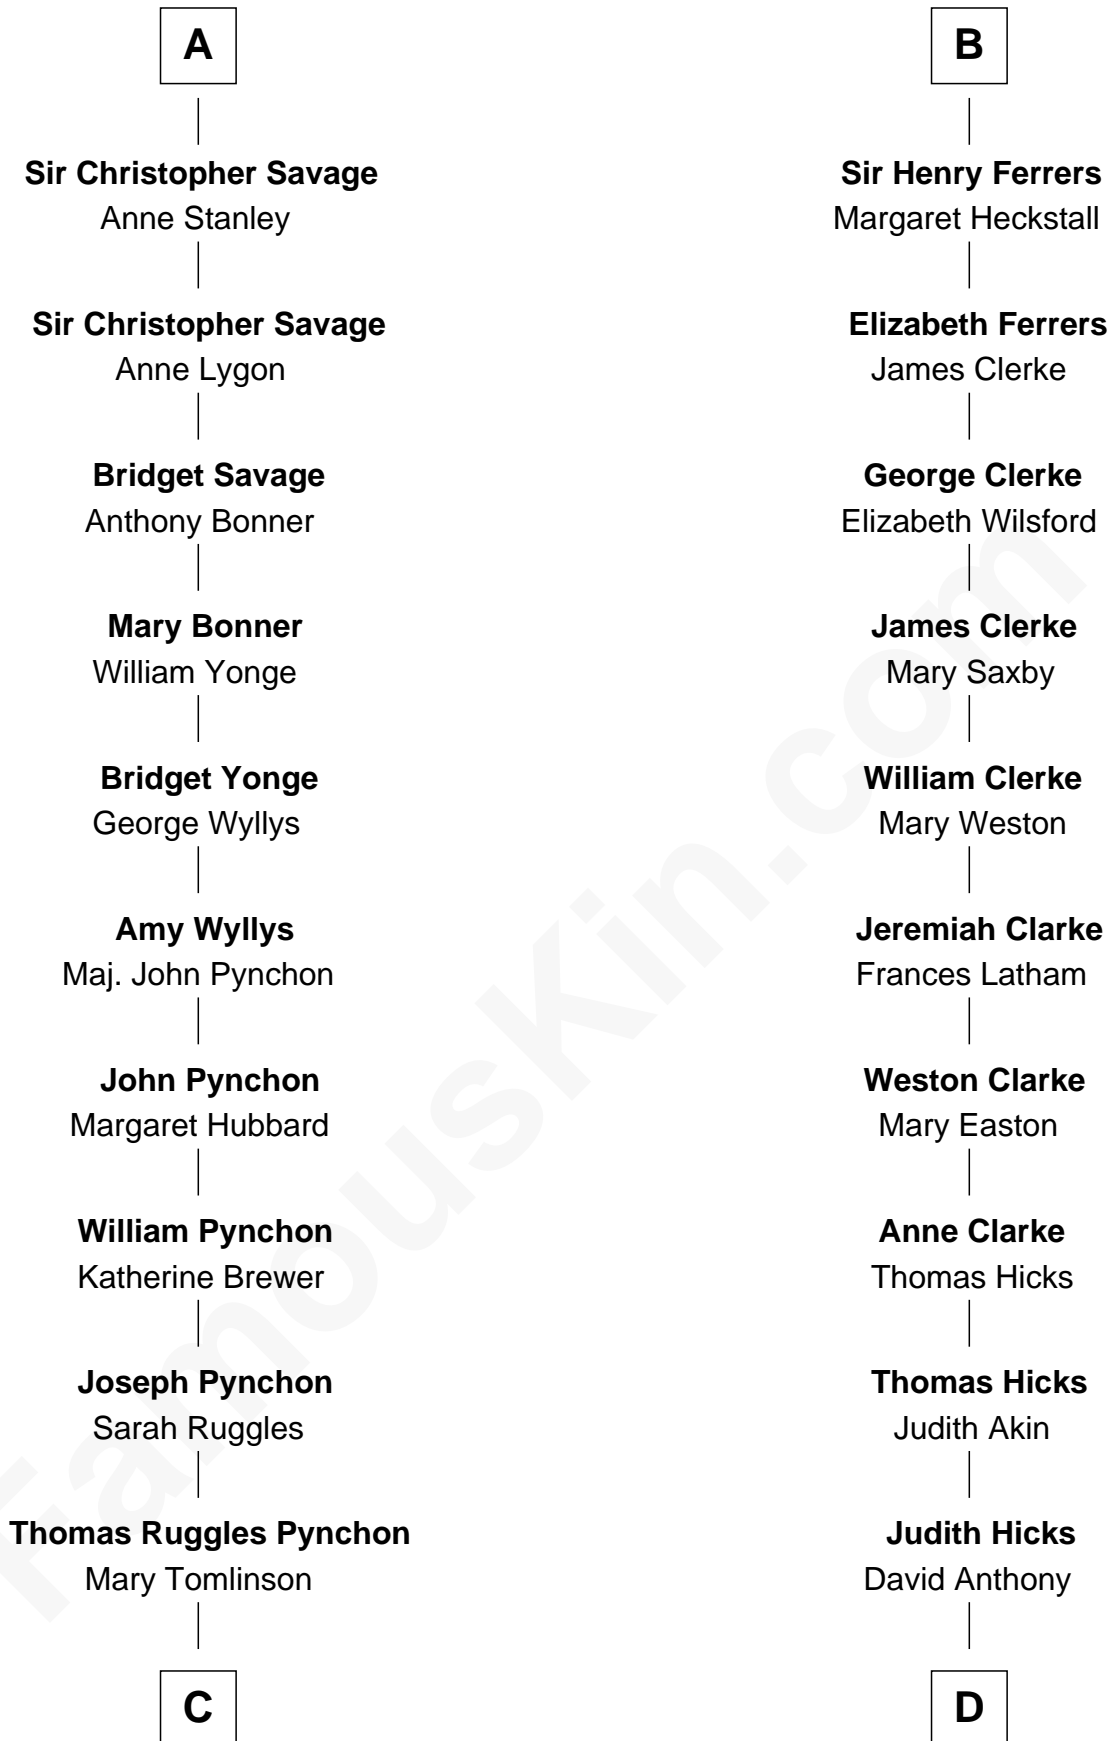 A
Sir Christopher Savage
Anne Stanley
Sir Christopher Savage
Anne Lygon
Bridget Savage
Anthony Bonner
Mary Bonner
William Yonge
Bridget Yonge
George Wyllys
Amy Wyllys
Maj. John Pynchon
John Pynchon
Margaret Hubbard
William Pynchon
Katherine Brewer
Joseph Pynchon
Sarah Ruggles
Thomas Ruggles Pynchon
Mary Tomlinson
C
B
Sir Henry Ferrers
Margaret Heckstall
Elizabeth Ferrers
James Clerke
George Clerke
Elizabeth Wilsford
James Clerke
Mary Saxby
William Clerke
Mary Weston
Jeremiah Clarke
Frances Latham
Weston Clarke
Mary Easton
Anne Clarke
Thomas Hicks
Thomas Hicks
Judith Akin
Judith Hicks
David Anthony
D
FamousKin.com